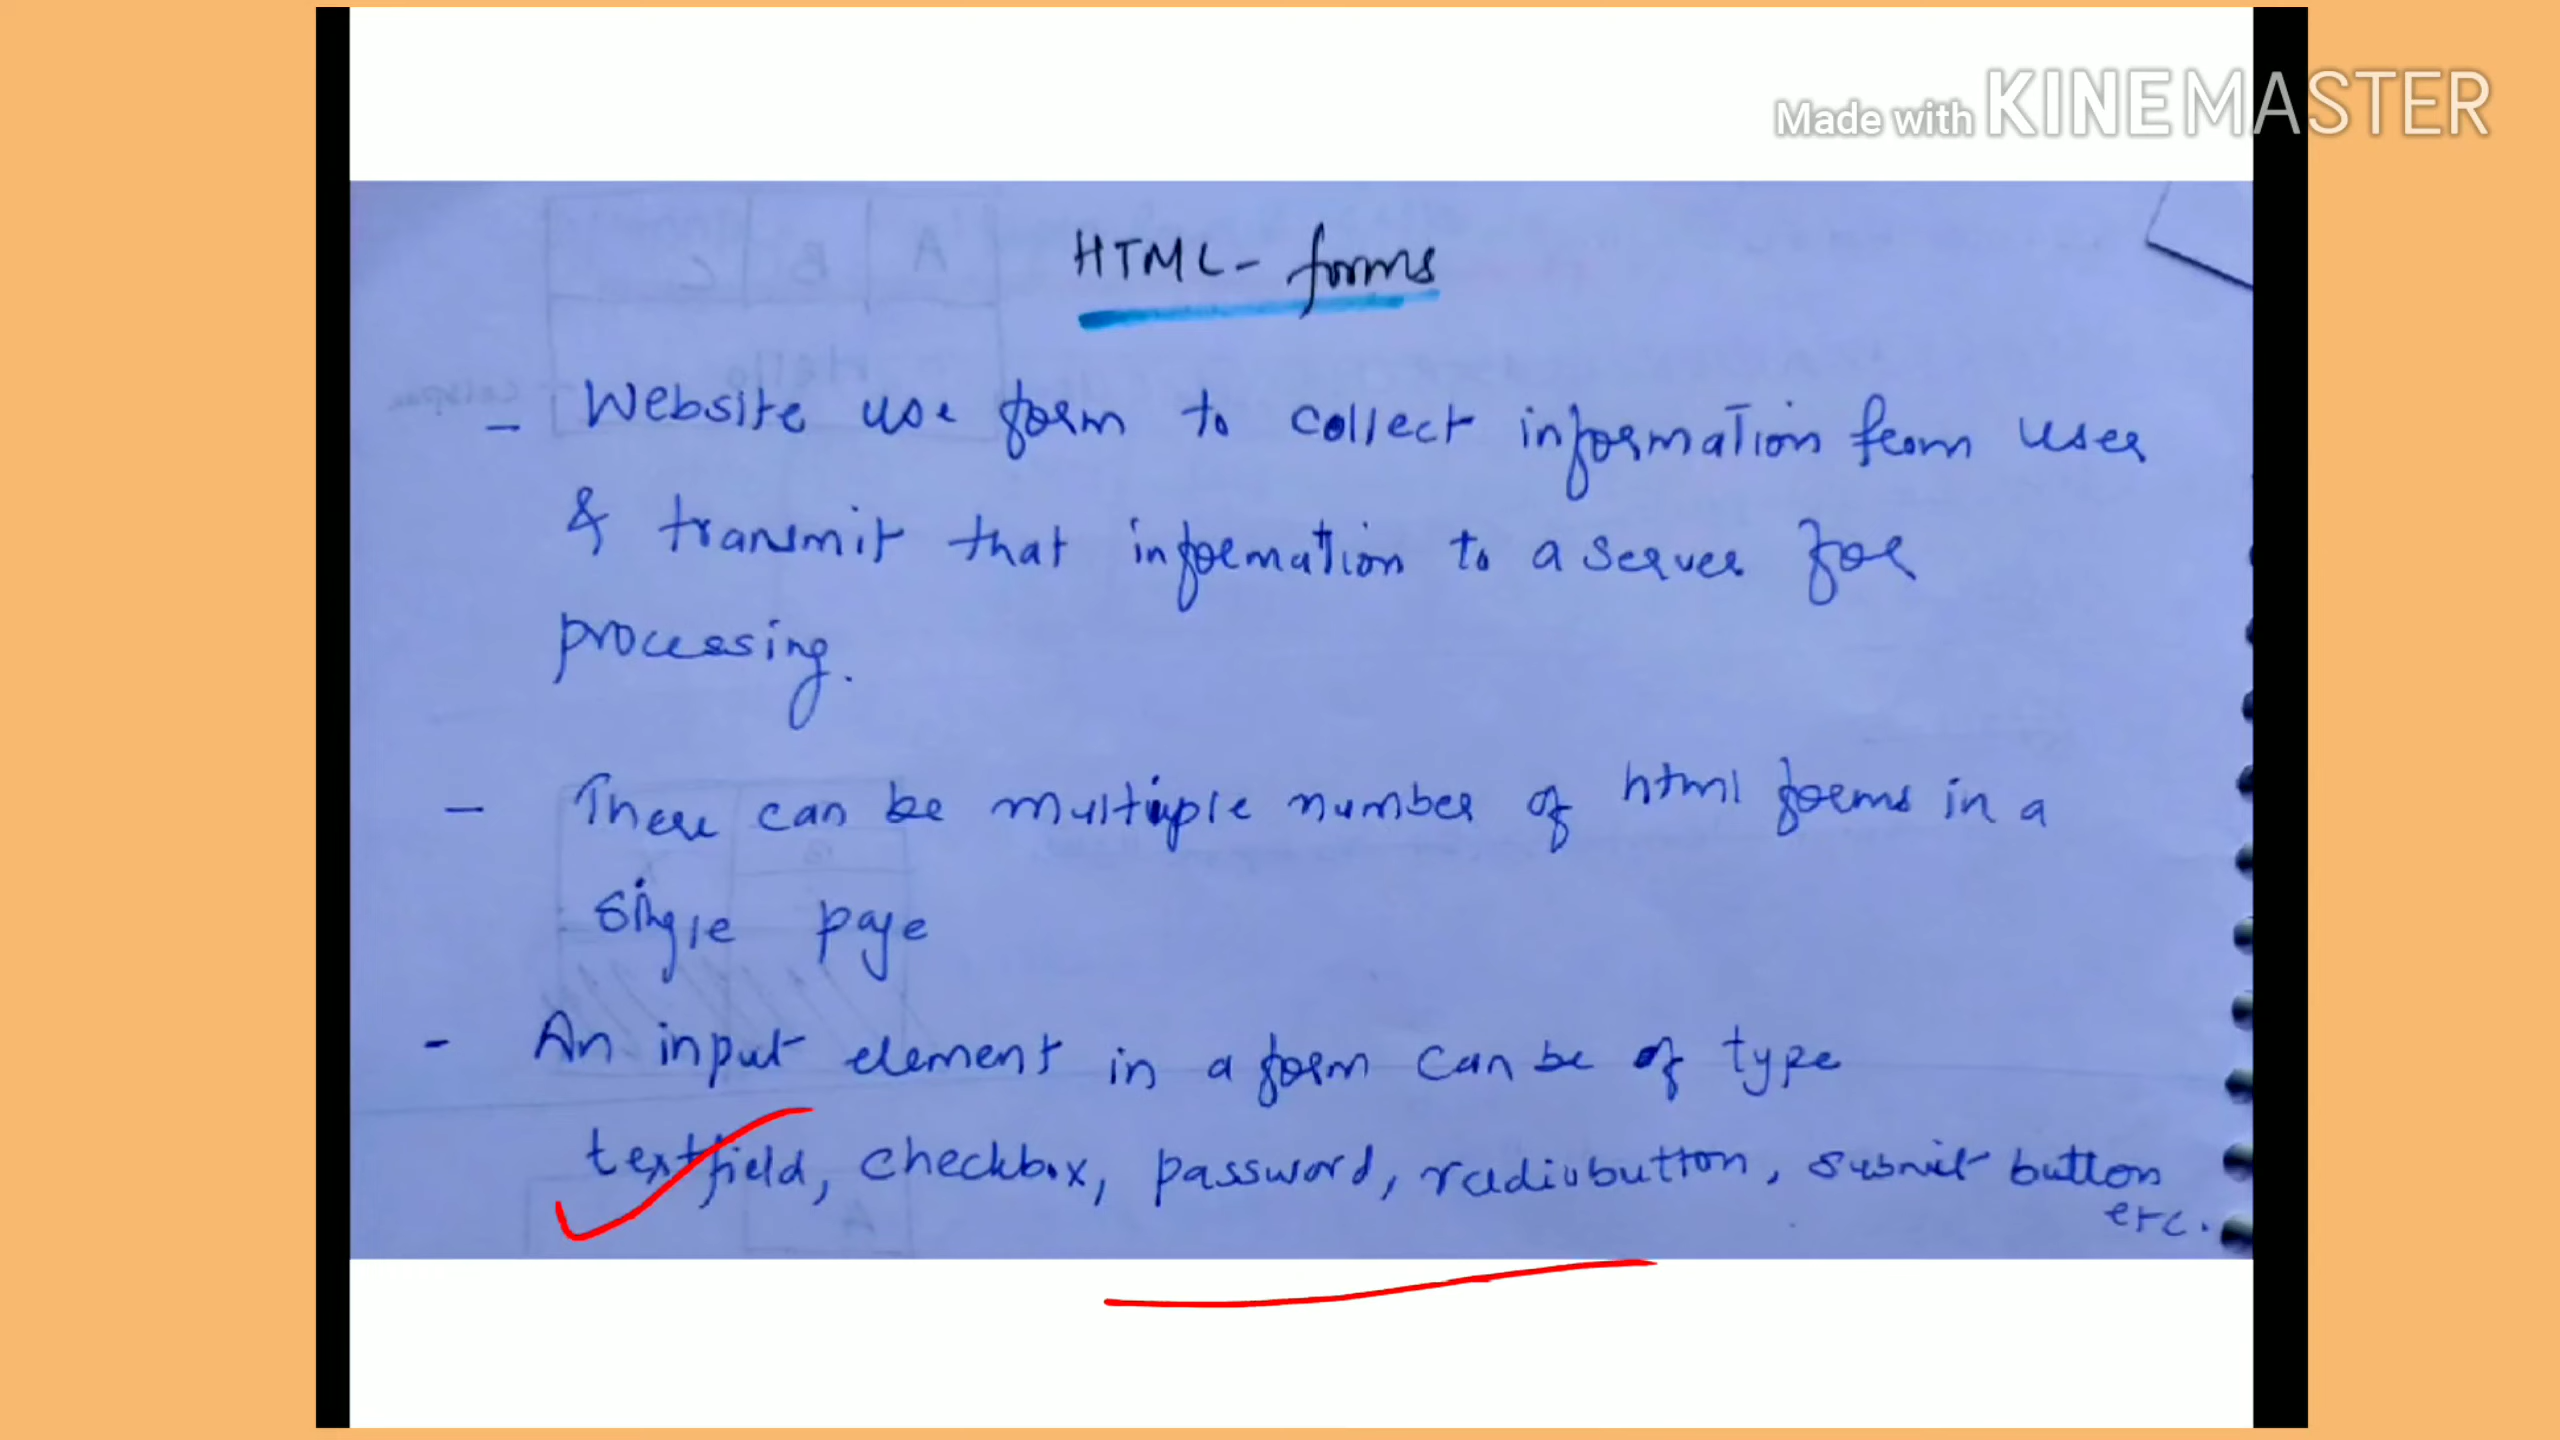 Made with KINEMASTER
HTML - forms
- Website use form to collect information from user
& transmit that information to a server for
processing.
- There can be multiple number of html forms in a
single page
- An input element in a form can be of type
textfield, checkbox, password, radiobutton, submit button
etc.